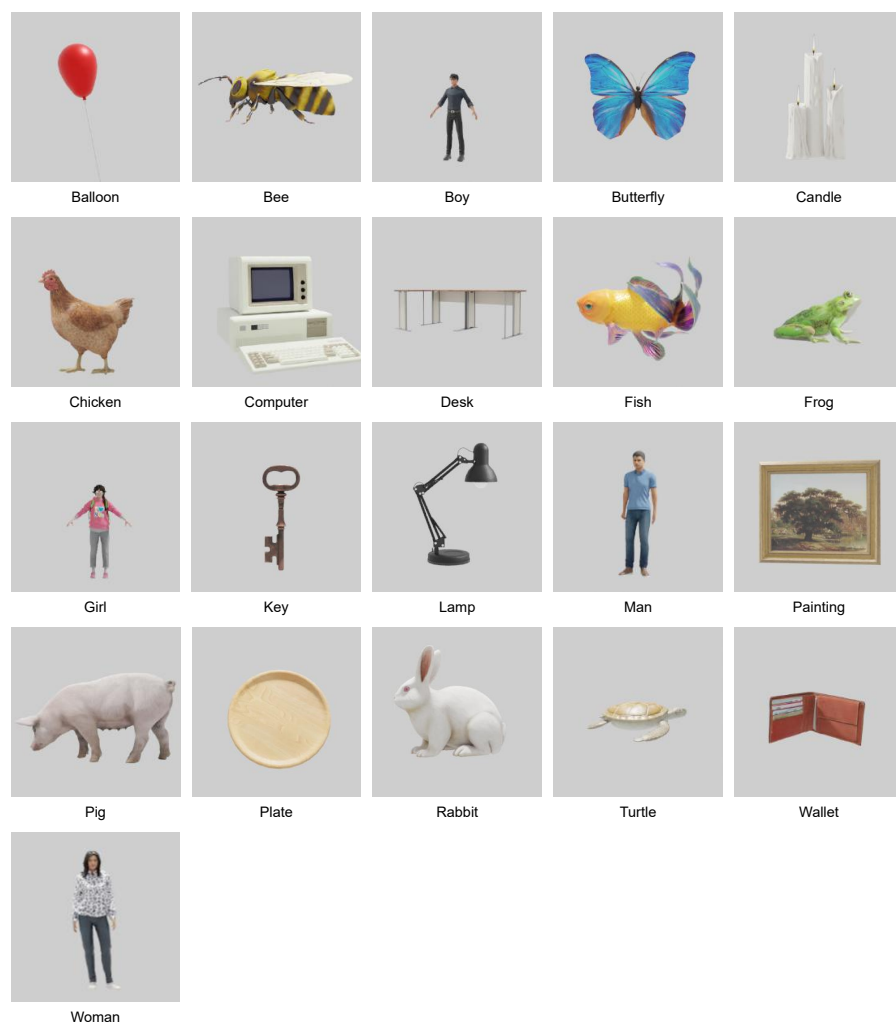 Balloon Bee Boy Butterfly Candle
Chicken Computer Desk Fish Frog
Girl Key Lamp Man Painting
Pig Plate Rabbit Turtle Wallet
Woman